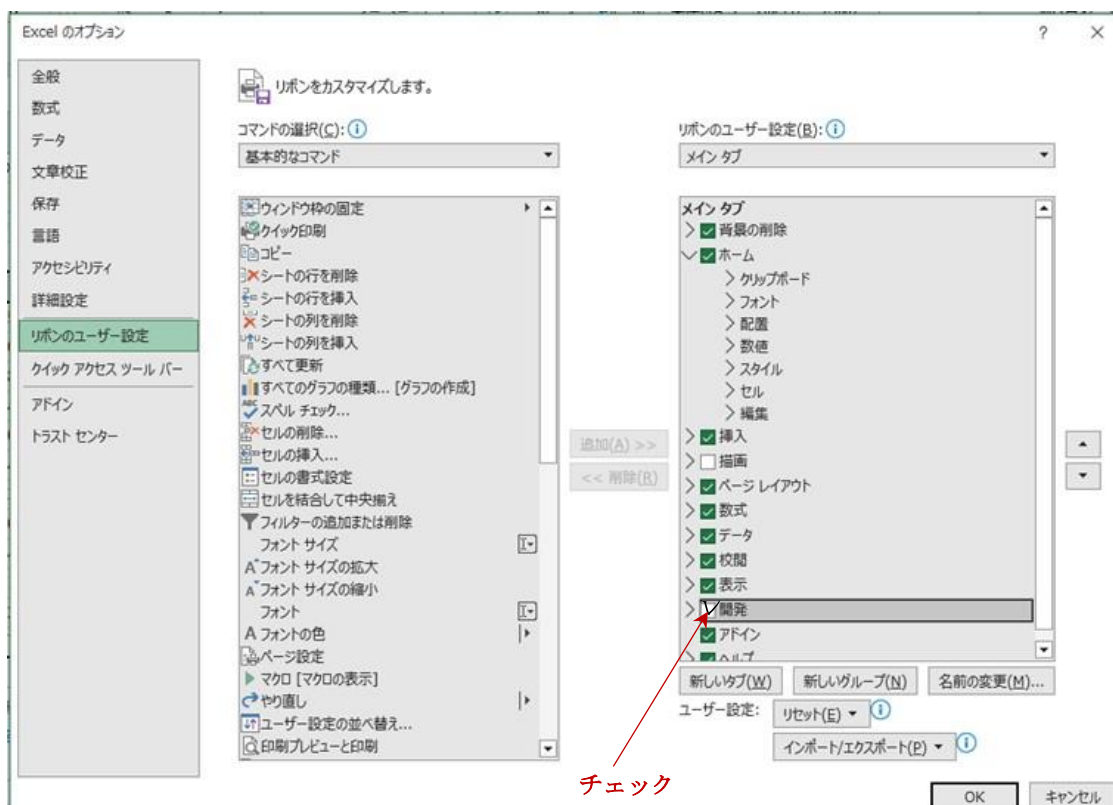 Excel のオプション
?
×
全般
数式
データ
文章校正
保存
言語
アクセシビリティ
詳細設定
リボンのユーザー設定
クイック アクセス ツール バー
アドイン
トラスト センター
リボンをカスタマイズします。
コマンドの選択(C):
基本的なコマンド
ウィンドウ枠の固定
クイック印刷
コピー
シートの行を削除
シートの行を挿入
シートの列を削除
シートの列を挿入
すべて更新
すべてのグラフの種類... [グラフの作成]
スペル チェック...
セルの削除...
セルの挿入...
セルの書式設定
セルを結合して中央揃え
フィルターの追加または削除
フォント サイズ
フォント サイズの拡大
フォント サイズの縮小
フォント
フォントの色
ページ設定
マクロ [マクロの表示]
やり直し
ユーザー設定の並べ替え...
印刷プレビューと印刷
追加(A) >>
<< 削除(R)
リボンのユーザー設定(B):
メイン タブ
メイン タブ
背景の削除
ホーム
クリップボード
フォント
配置
数値
スタイル
セル
編集
挿入
描画
ページ レイアウト
数式
データ
校閲
表示
開発
アドイン
ヘルプ
新しいタブ(W)
新しいグループ(N)
名前の変更(M)...
ユーザー設定:
リセット(E)
インポート/エクスポート(P)
チェック
OK
キャンセル